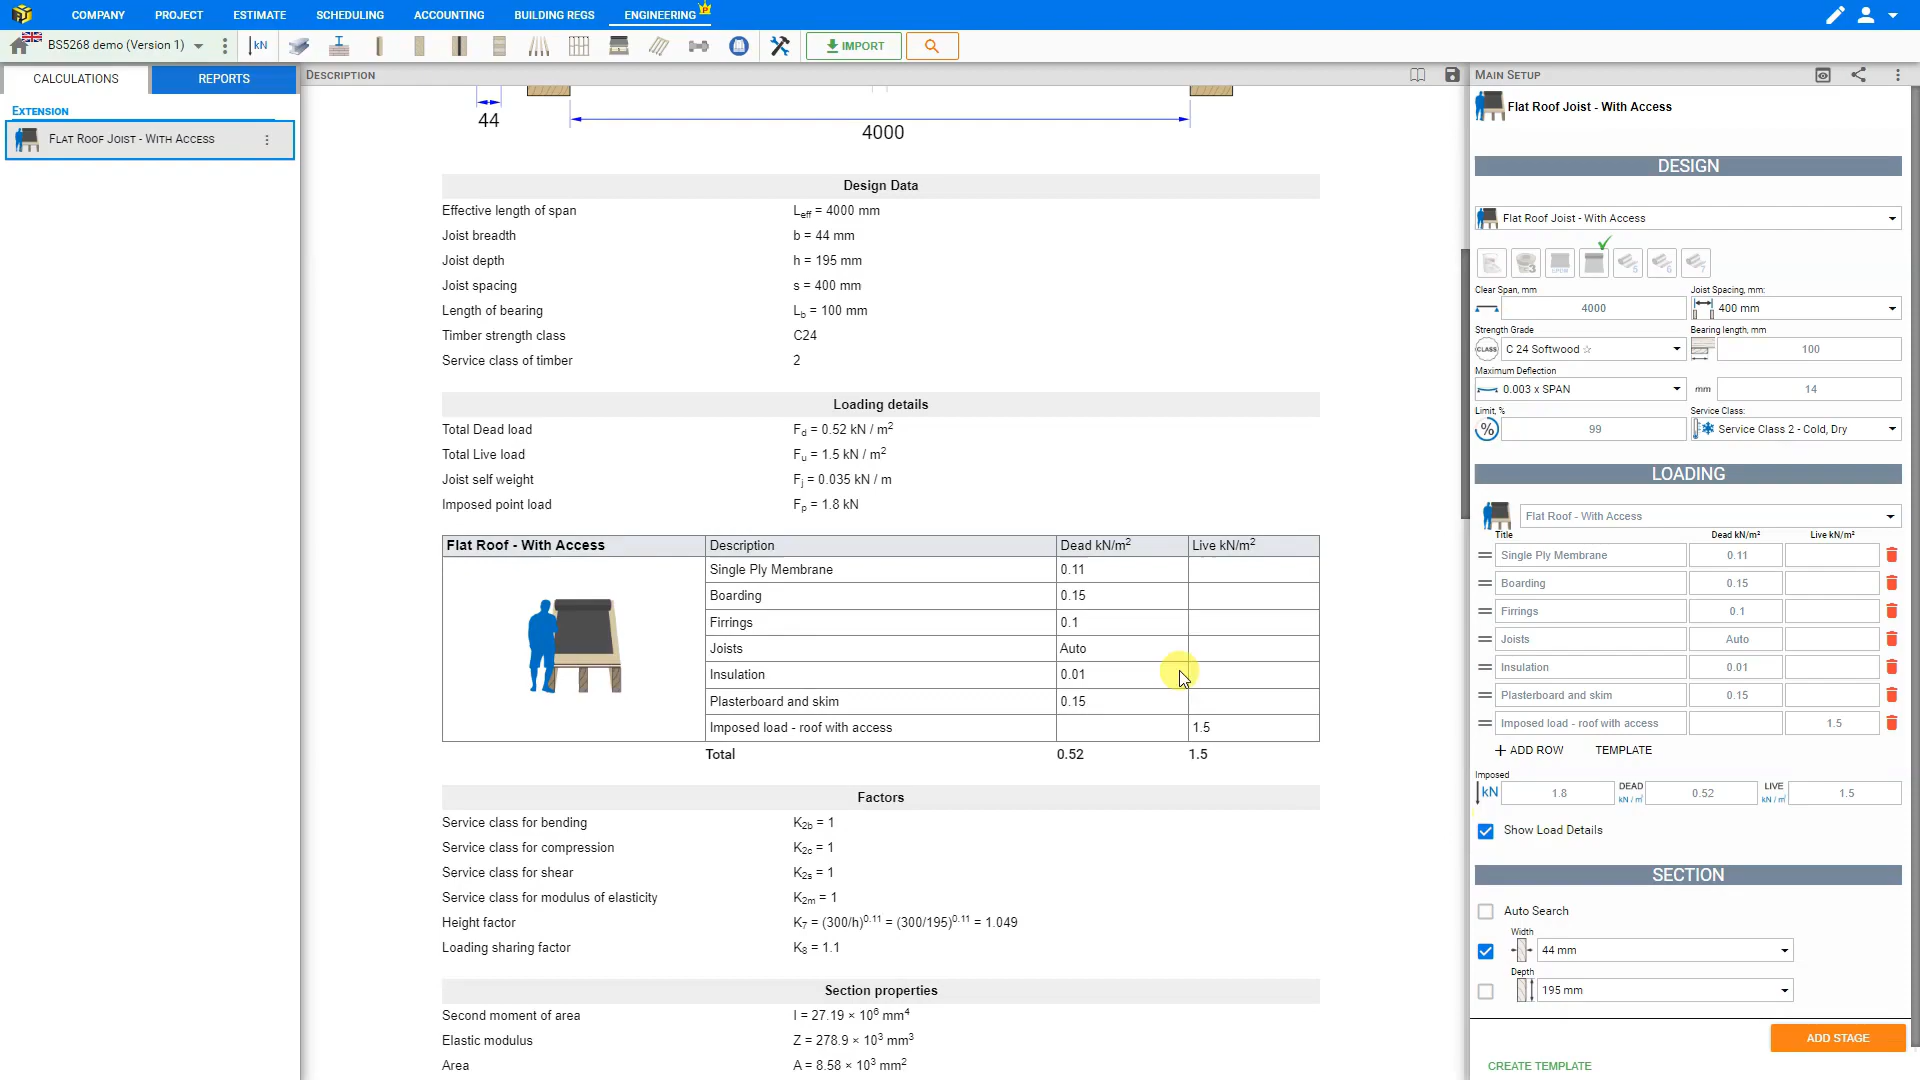 COMPANY PROJECT ESTIMATE SCHEDULING ACCOUNTING BUILDING REGS ENGINEERING
BS5268 demo (Version 1) kN IMPORT
CALCULATIONS REPORTS
EXTENSION
FLAT ROOF JOIST - WITH ACCESS
DESCRIPTION
44
4000
Design Data
Effective length of span Leff = 4000 mm
Joist breadth b = 44 mm
Joist depth h = 195 mm
Joist spacing s = 400 mm
Length of bearing Lb = 100 mm
Timber strength class C24
Service class of timber 2
Loading details
Total Dead load Fd = 0.52 kN / m2
Total Live load Fu = 1.5 kN / m2
Joist self weight Fj = 0.035 kN / m
Imposed point load Fp = 1.8 kN
Flat Roof - With Access Description Dead kN/m2 Live kN/m2
Single Ply Membrane 0.11
Boarding 0.15
Firrings 0.1
Joists Auto
Insulation 0.01
Plasterboard and skim 0.15
Imposed load - roof with access 1.5
Total 0.52 1.5
Factors
Service class for bending K2b = 1
Service class for compression K2c = 1
Service class for shear K2s = 1
Service class for modulus of elasticity K2m = 1
Height factor K7 = (300/h)0.11 = (300/195)0.11 = 1.049
Loading sharing factor K8 = 1.1
Section properties
Second moment of area I = 27.19 × 106 mm4
Elastic modulus Z = 278.9 × 103 mm3
Area A = 8.58 × 103 mm2
MAIN SETUP
Flat Roof Joist - With Access
DESIGN
Flat Roof Joist - With Access
3 EPDM 5 6 7
Clear Span, mm Joist Spacing, mm:
4000 400 mm
Strength Grade Bearing length, mm
CLASS C 24 Softwood ☆ 100
Maximum Deflection
0.003 x SPAN mm 14
Limit, % Service Class:
% 99 Service Class 2 - Cold, Dry
LOADING
Flat Roof - With Access
Title Dead kN/m² Live kN/m²
Single Ply Membrane 0.11
Boarding 0.15
Firrings 0.1
Joists Auto
Insulation 0.01
Plasterboard and skim 0.15
Imposed load - roof with access 1.5
+ ADD ROW TEMPLATE
Imposed
kN 1.8 DEAD kN / m² 0.52 LIVE kN / m² 1.5
Show Load Details
SECTION
Auto Search
Width
44 mm
Depth
195 mm
ADD STAGE
CREATE TEMPLATE